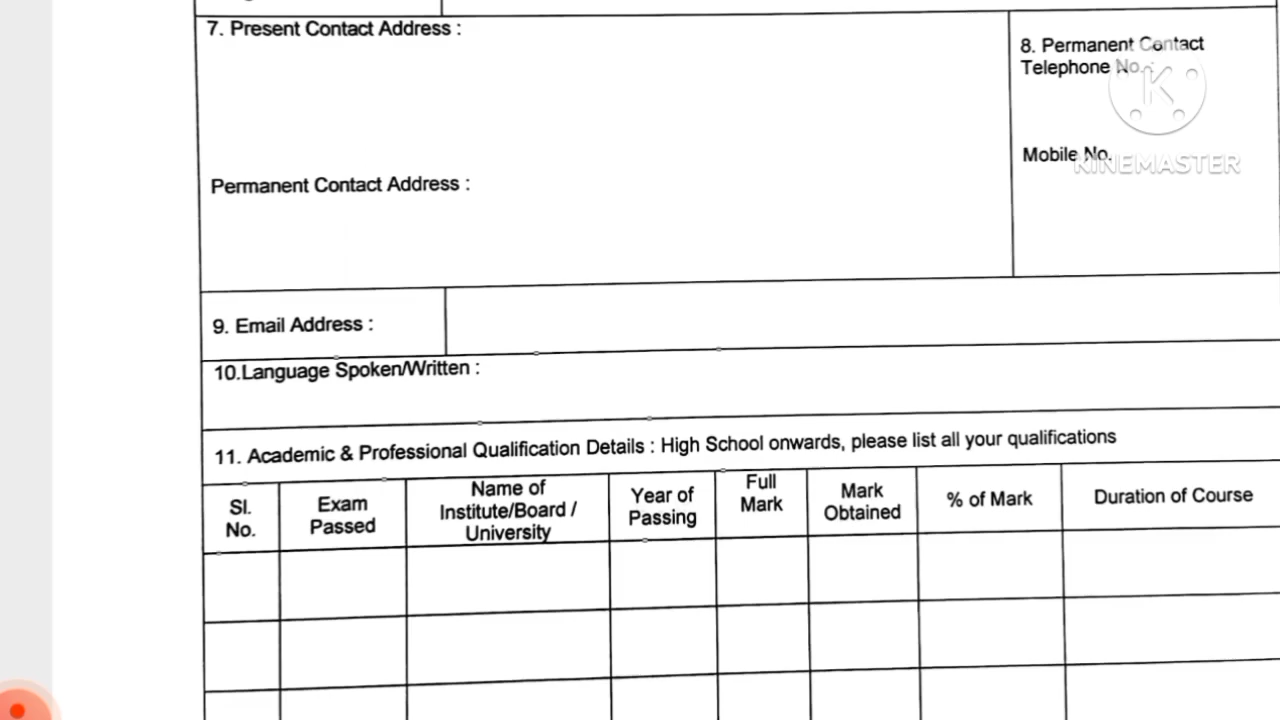 7. Present Contact Address :
8. Permanent Contact
Telephone No. :
Mobile No.
Permanent Contact Address :
9. Email Address :
10.Language Spoken/Written :
11. Academic & Professional Qualification Details : High School onwards, please list all your qualifications
Sl.
No.
Exam
Passed
Name of
Institute/Board /
University
Year of
Passing
Full
Mark
Mark
Obtained
% of Mark
Duration of Course
K
KINEMASTER